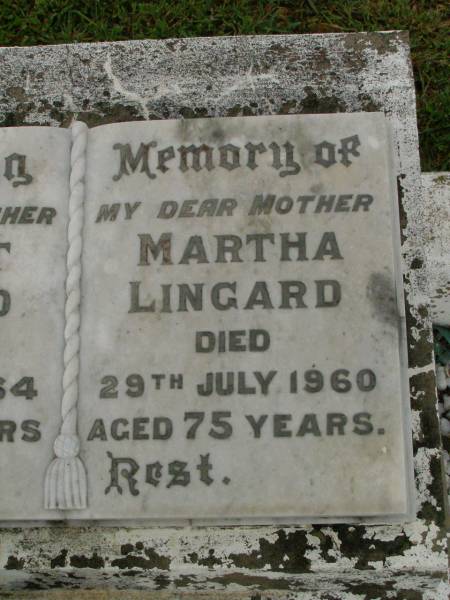 Memory of
MY DEAR MOTHER
MARTHA
LINGARD
DIED
29TH JULY 1960
AGED 75 YEARS.
Rest.